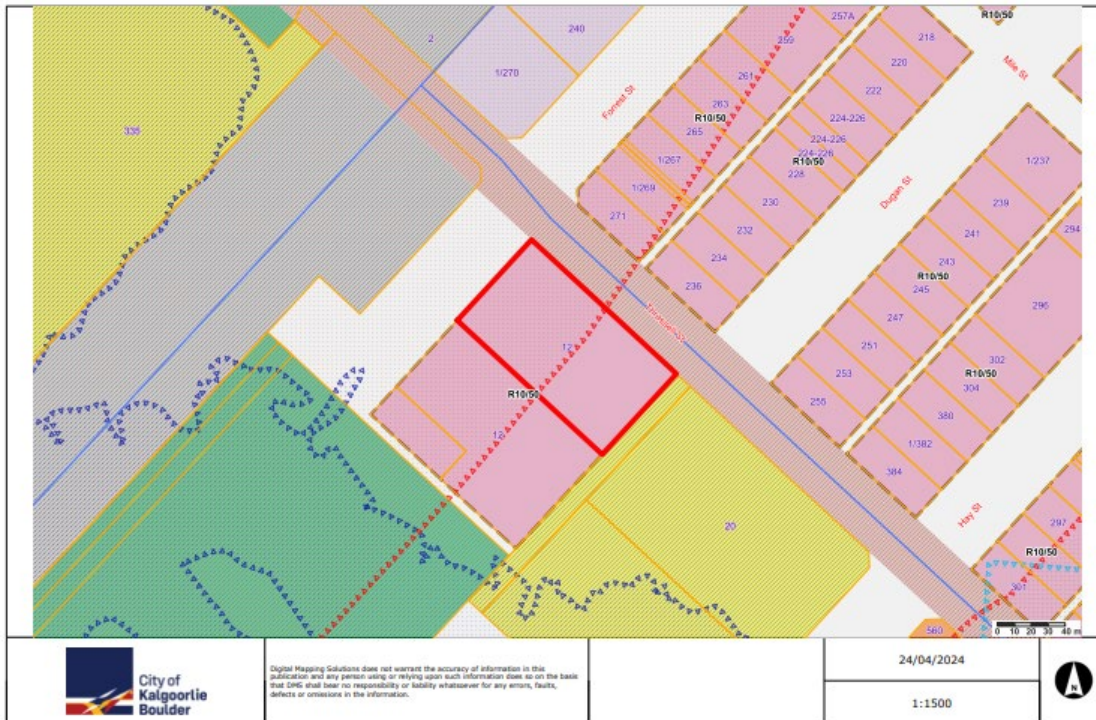 257A
R10/50
218
Mile St
240
2
259
220
1/270
261
222
Forrest St
263
R10/50
224-226
335
265
224-226
224-226
R10/50
1/267
228
1/237
1/269
230
Dugan St
239
271
232
241
294
234
243
R10/50
236
245
296
247
12
251
302
R10/50
253
304
R10/50
255
380
12
1/382
384
Hay St
20
297
R10/50
301
560
0 10 20 30 40 m
City of
Kalgoorlie
Boulder
Digital Mapping Solutions does not warrant the accuracy of information in this
publication and any person using or relying upon such information does so on the basis
that DMS shall bear no responsibility or liability whatsoever for any errors, faults,
defects or omissions in the information.
24/04/2024
1:1500
N